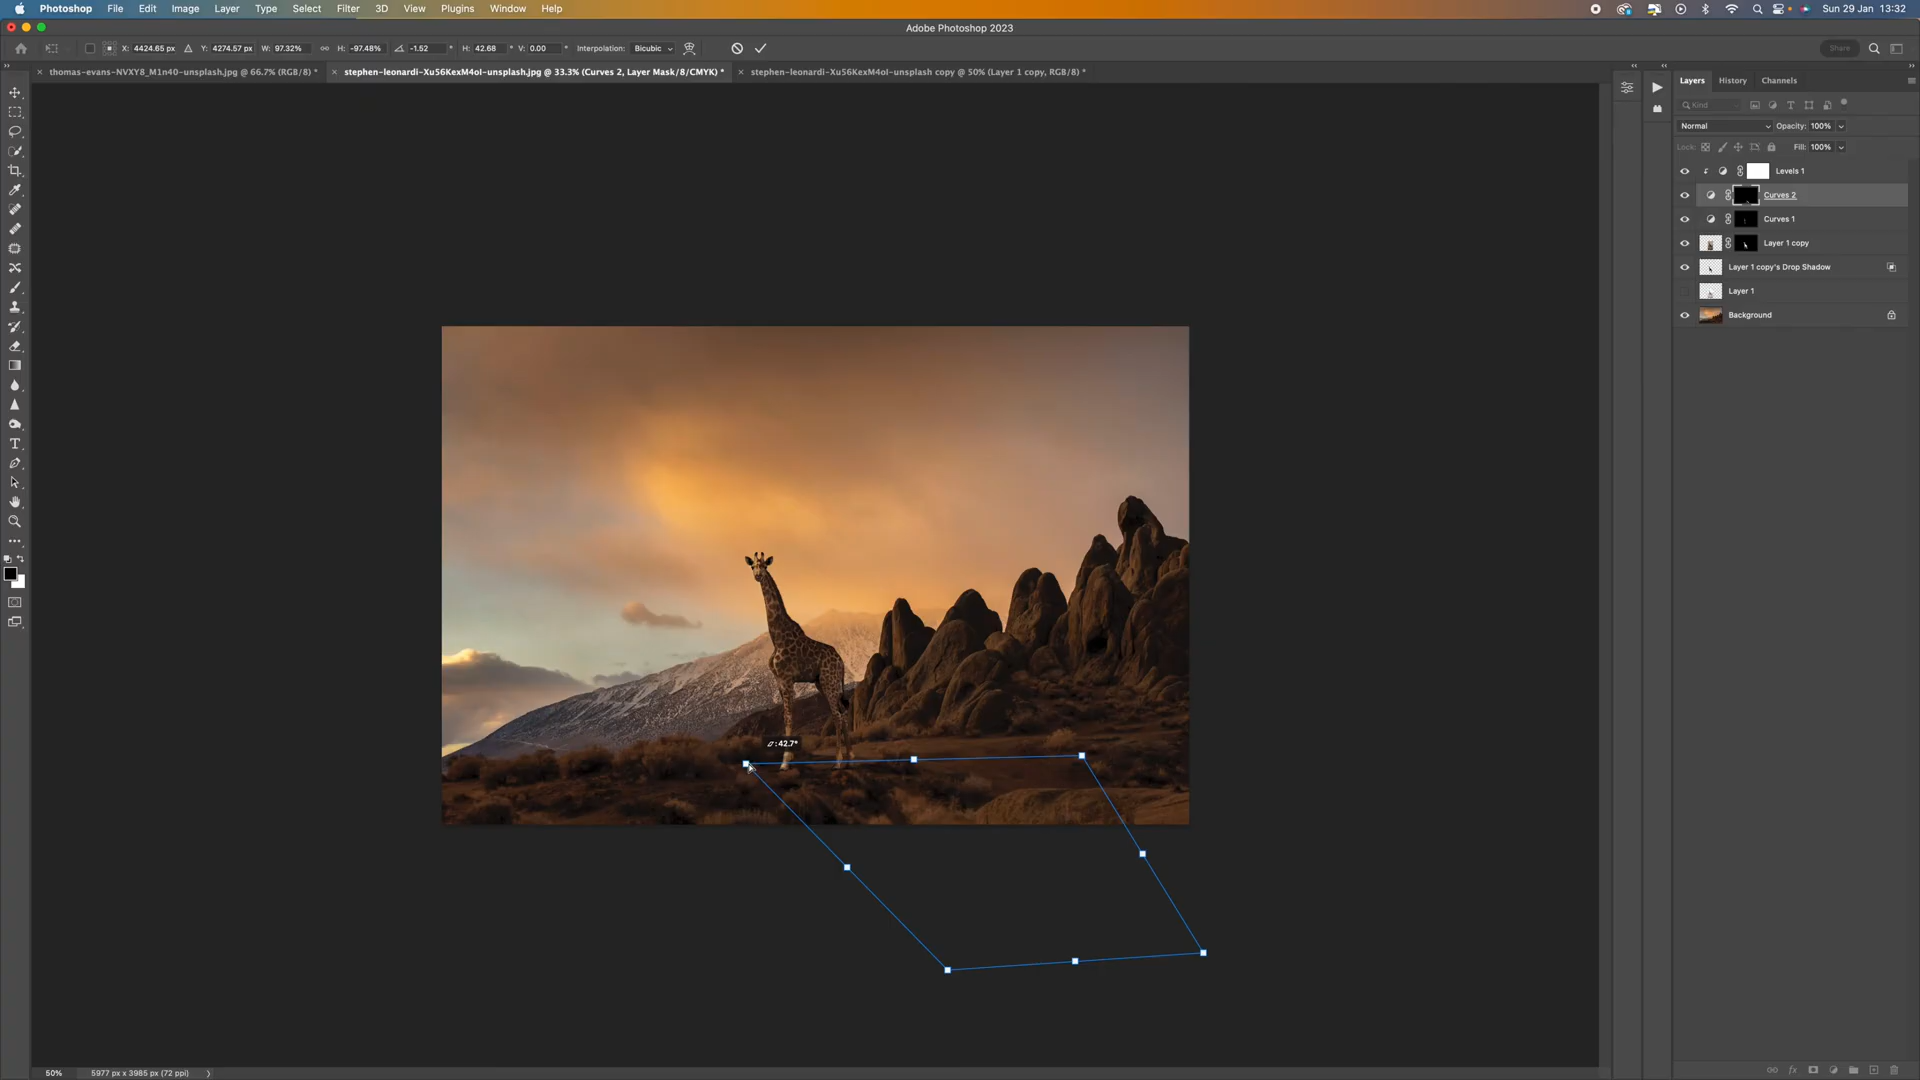 Photoshop File Edit Image Layer Type Select Filter 3D View Plugins Window Help Sun 29 Jan 13:32
Adobe Photoshop 2023
X: 4424.65 px Y: 4274.57 px W: 97.32% H: -97.48% -1.52 ° H: 42.68 ° V: 0.00 ° Interpolation: Bicubic Share
thomas-evans-NVXY8_M1n40-unsplash.jpg @ 66.7% (RGB/8) * stephen-leonardi-Xu56KexM4oI-unsplash.jpg @ 33.3% (Curves 2, Layer Mask/8/CMYK) * stephen-leonardi-Xu56KexM4oI-unsplash copy @ 50% (Layer 1 copy, RGB/8) *
Layers History Channels
Kind
Normal Opacity: 100%
Lock: Fill: 100%
Levels 1
Curves 2
Curves 1
Layer 1 copy
Layer 1 copy's Drop Shadow
Layer 1
Background
:42.7°
50% 5977 px x 3985 px (72 ppi)